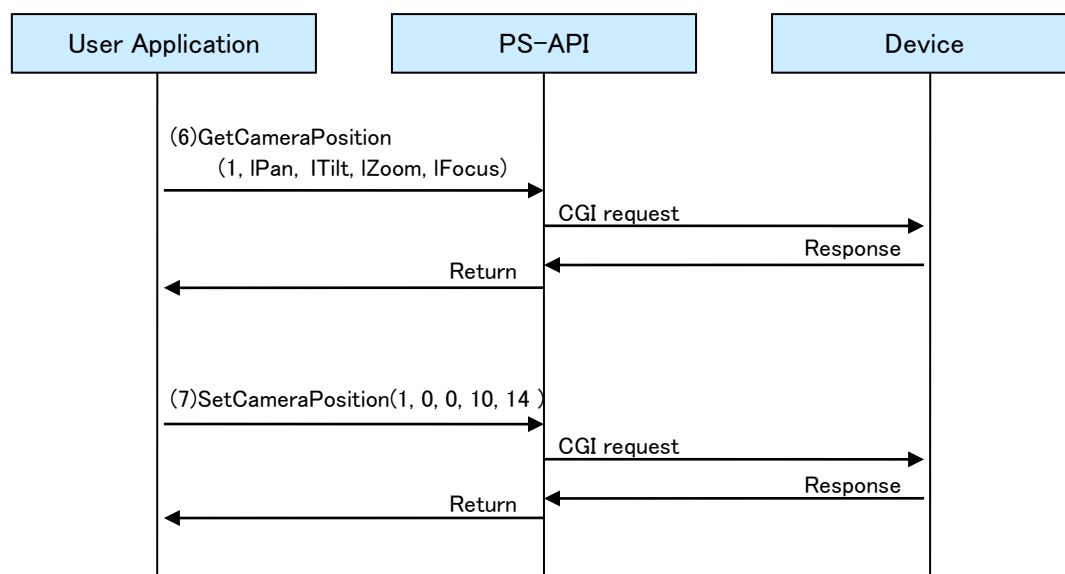 User Application
PS-API
Device
(6)GetCameraPosition
(1, lPan, lTilt, lZoom, lFocus)
CGI request
Response
Return
(7)SetCameraPosition(1, 0, 0, 10, 14 )
CGI request
Response
Return